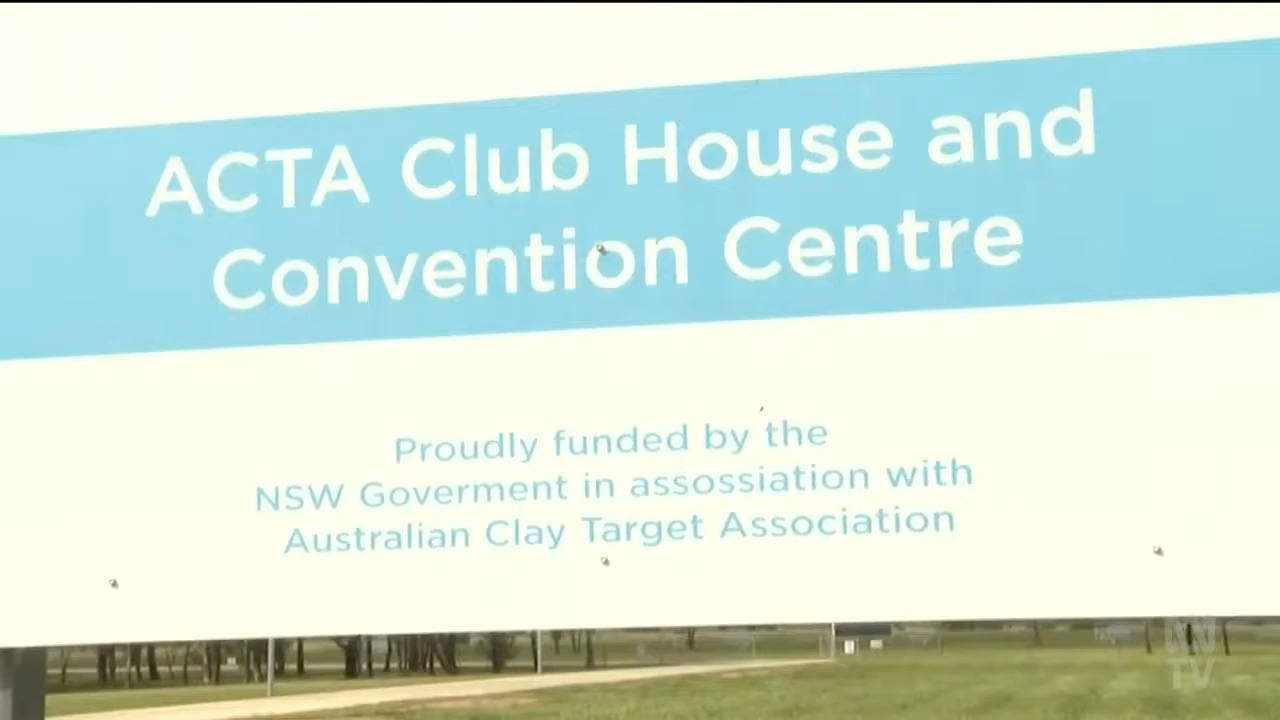 ACTA Club House and
Convention Centre
Proudly funded by the
NSW Goverment in assossiation with
Australian Clay Target Association
TV